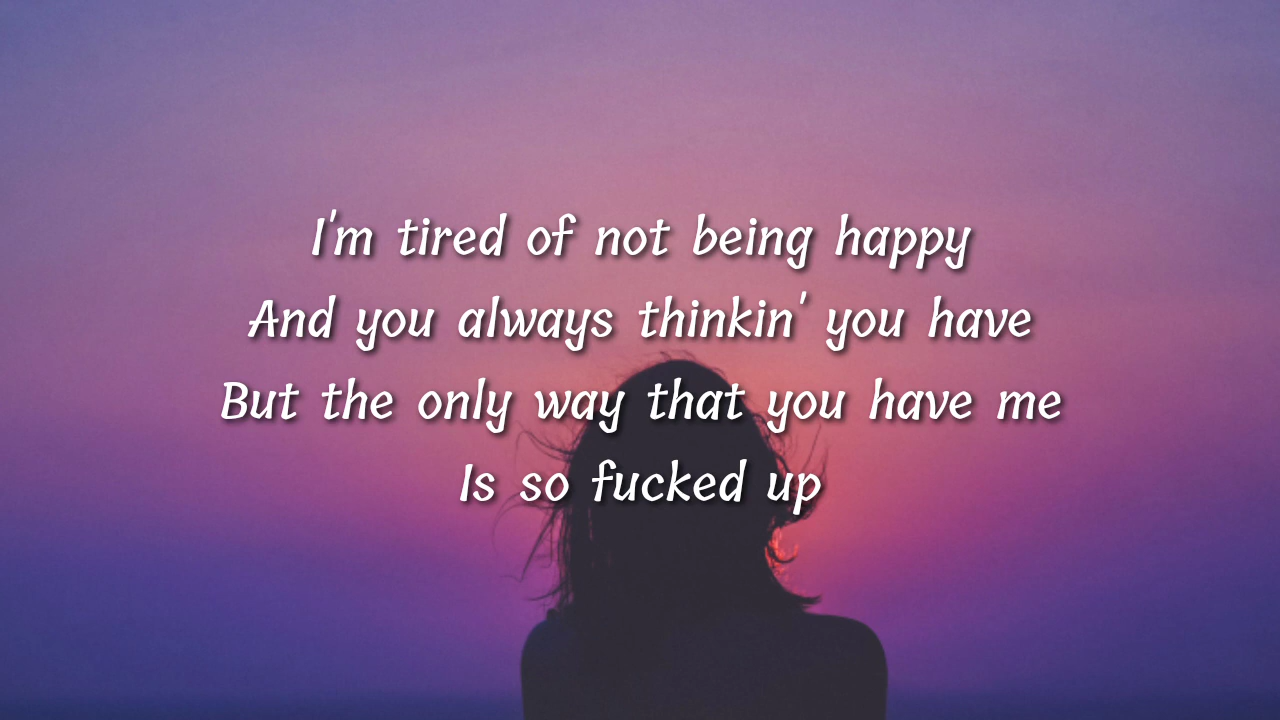 I'm tired of not being happy
And you always thinkin' you have
But the only way that you have me
Is so fucked up